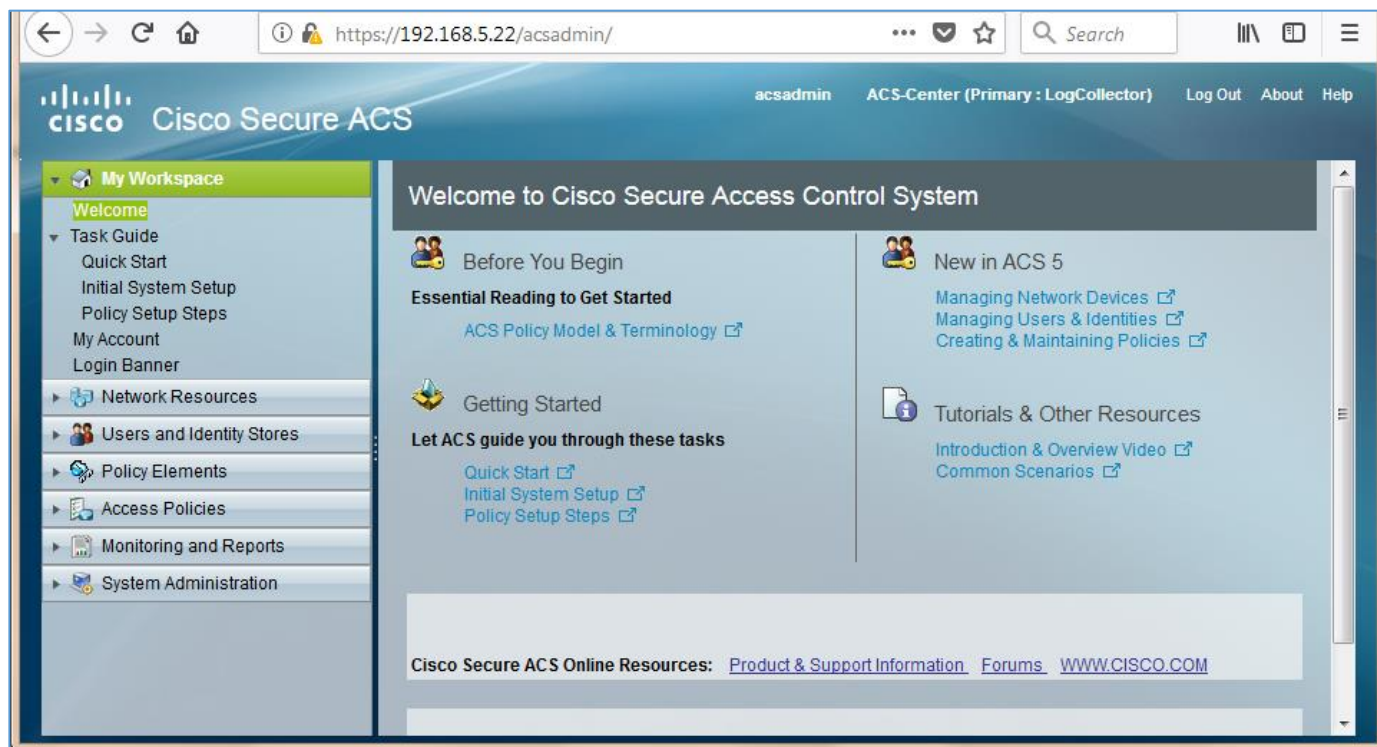 https://192.168.5.22/acsadmin/
Search
CISCO Cisco Secure ACS
acsadmin ACS-Center (Primary : LogCollector) Log Out About Help
My Workspace
Welcome
Task Guide
Quick Start
Initial System Setup
Policy Setup Steps
My Account
Login Banner
Network Resources
Users and Identity Stores
Policy Elements
Access Policies
Monitoring and Reports
System Administration
Welcome to Cisco Secure Access Control System
Before You Begin
Essential Reading to Get Started
ACS Policy Model & Terminology
Getting Started
Let ACS guide you through these tasks
Quick Start
Initial System Setup
Policy Setup Steps
New in ACS 5
Managing Network Devices
Managing Users & Identities
Creating & Maintaining Policies
Tutorials & Other Resources
Introduction & Overview Video
Common Scenarios
Cisco Secure ACS Online Resources: Product & Support Information Forums WWW.CISCO.COM